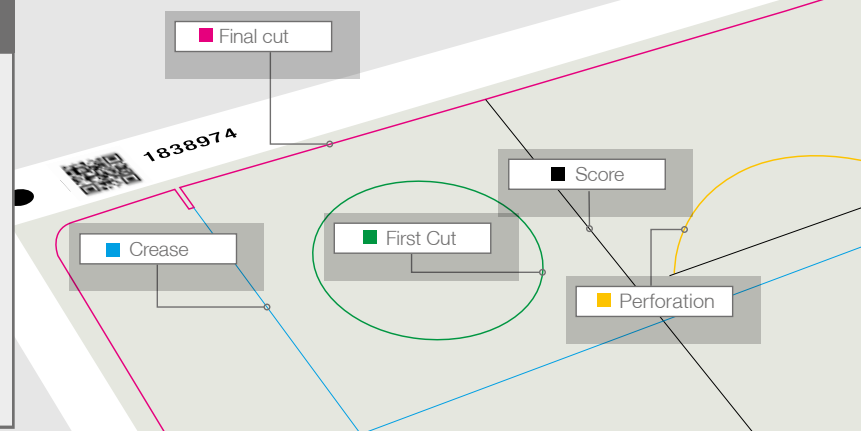 Final cut
1838974
Score
First Cut
Crease
Perforation